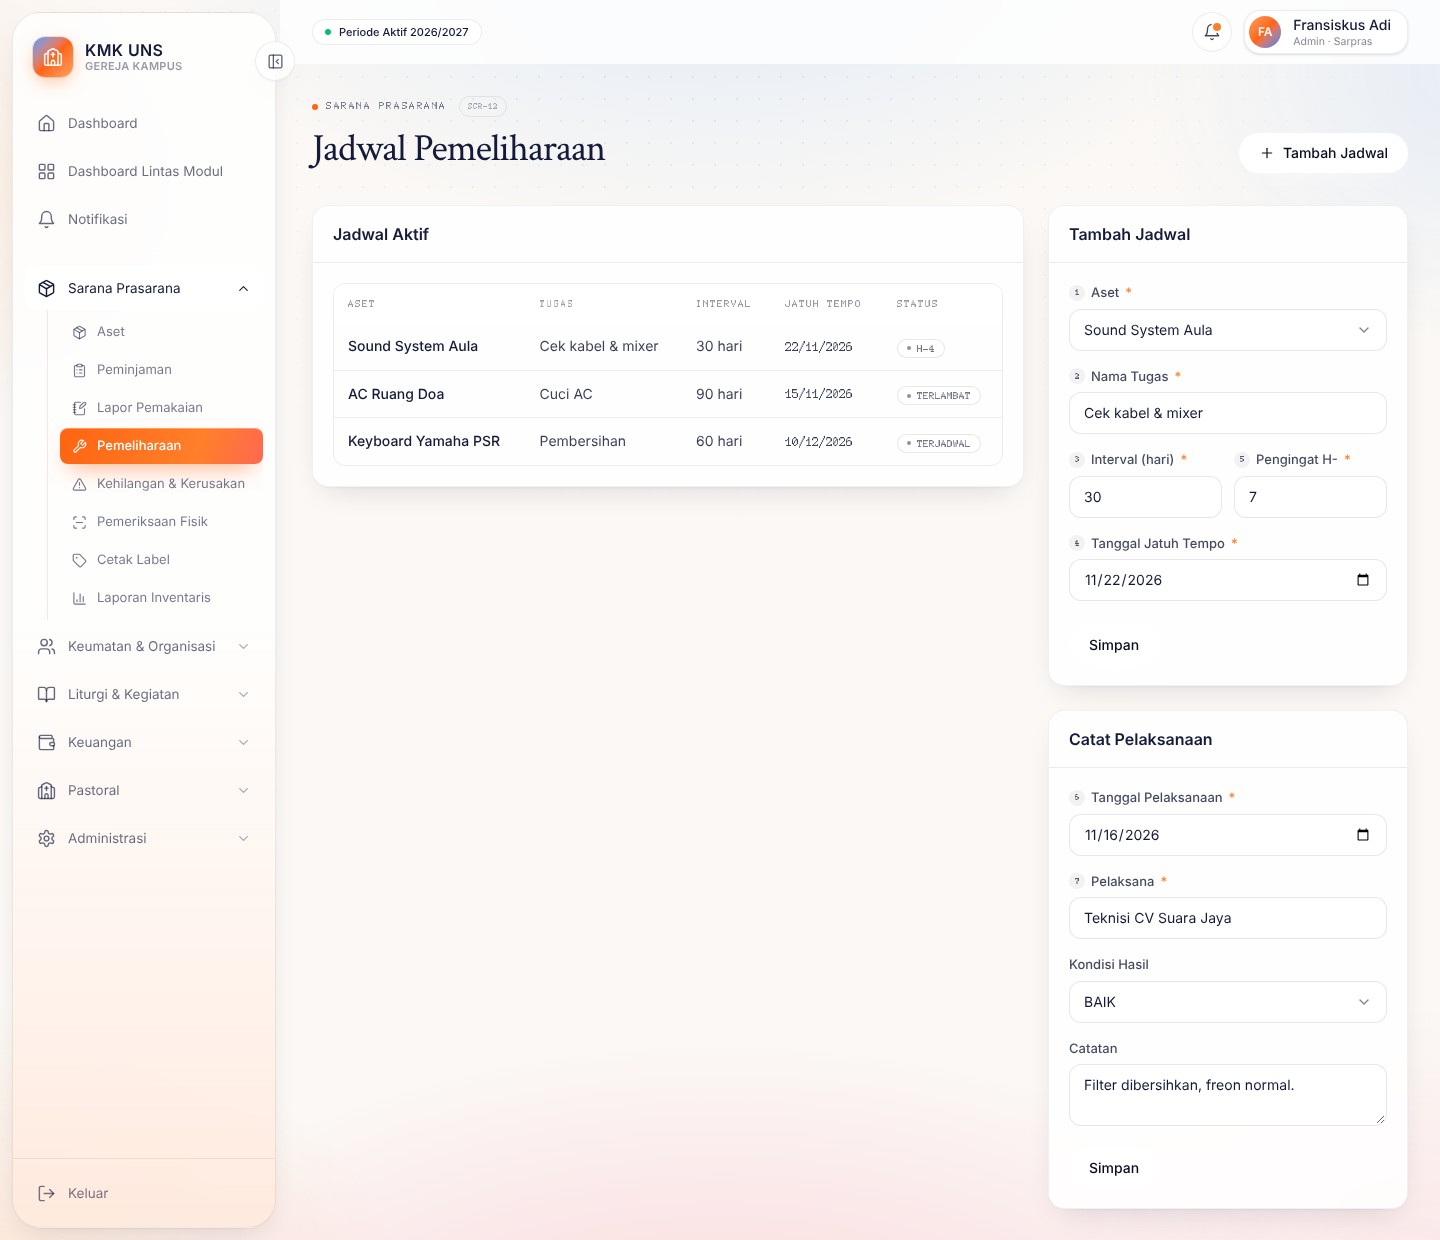 KMK UNS
GEREJA KAMPUS
Dashboard
Dashboard Lintas Modul
Notifikasi
Sarana Prasarana
Aset
Peminjaman
Lapor Pemakaian
Pemeliharaan
Kehilangan & Kerusakan
Pemeriksaan Fisik
Cetak Label
Laporan Inventaris
Keumatan & Organisasi
Liturgi & Kegiatan
Keuangan
Pastoral
Administrasi
Keluar
Periode Aktif 2026/2027
FA
Fransiskus Adi
Admin · Sarpras
SARANA PRASARANA SCR-12
Jadwal Pemeliharaan
+ Tambah Jadwal
Jadwal Aktif
ASET TUGAS INTERVAL JATUH TEMPO STATUS
Sound System Aula Cek kabel & mixer 30 hari 22/11/2026 H-4
AC Ruang Doa Cuci AC 90 hari 15/11/2026 TERLAMBAT
Keyboard Yamaha PSR Pembersihan 60 hari 10/12/2026 TERJADWAL
Tambah Jadwal
1 Aset *
Sound System Aula
2 Nama Tugas *
Cek kabel & mixer
3 Interval (hari) * 5 Pengingat H- *
30 7
4 Tanggal Jatuh Tempo *
11/22/2026
Simpan
Catat Pelaksanaan
6 Tanggal Pelaksanaan *
11/16/2026
7 Pelaksana *
Teknisi CV Suara Jaya
Kondisi Hasil
BAIK
Catatan
Filter dibersihkan, freon normal.
Simpan